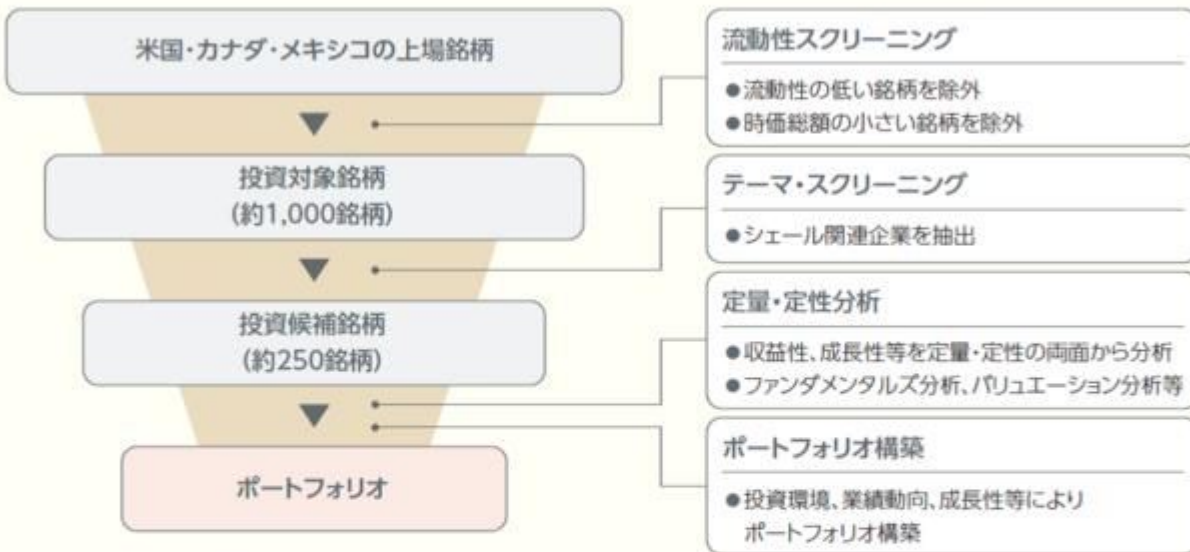 米国・カナダ・メキシコの上場銘柄
流動性スクリーニング
●流動性の低い銘柄を除外
●時価総額の小さい銘柄を除外
投資対象銘柄
(約1,000銘柄)
テーマ・スクリーニング
●シェール関連企業を抽出
投資候補銘柄
(約250銘柄)
定量・定性分析
●収益性、成長性等を定量・定性の両面から分析
●ファンダメンタルズ分析、バリュエーション分析等
ポートフォリオ
ポートフォリオ構築
●投資環境、業績動向、成長性等により
ポートフォリオ構築